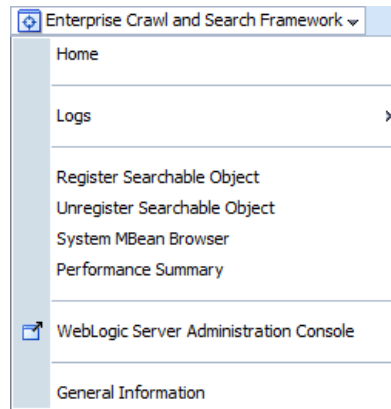 Enterprise Crawl and Search Framework
Home
Logs
Register Searchable Object
Unregister Searchable Object
System MBean Browser
Performance Summary
WebLogic Server Administration Console
General Information